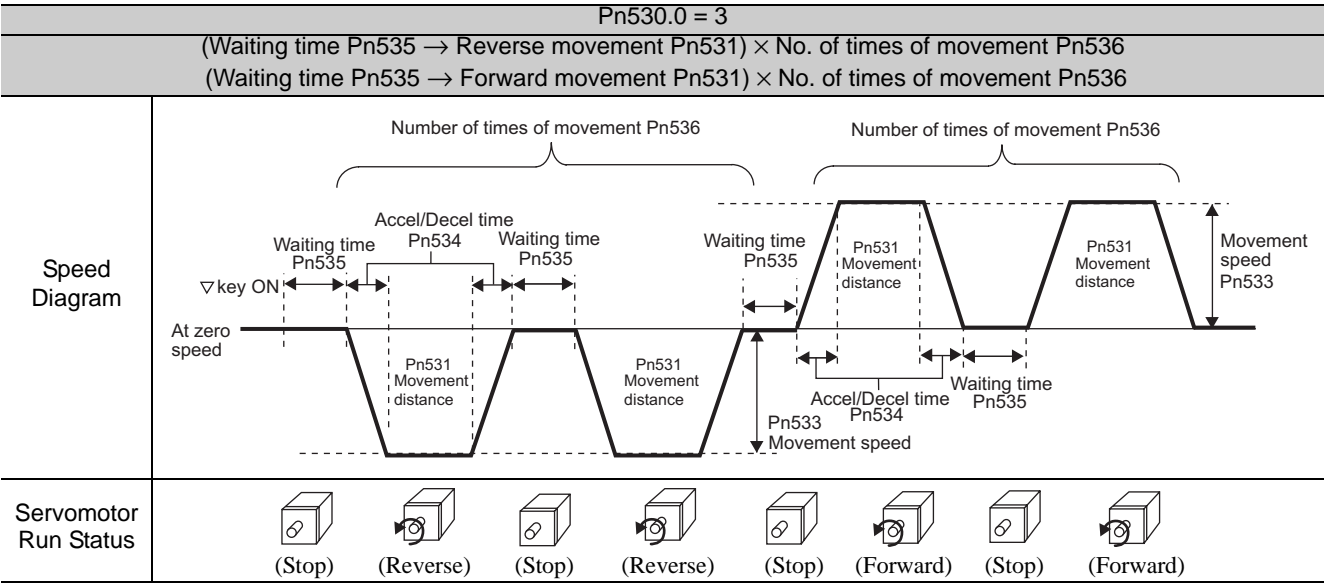 Pn530.0 = 3
(Waiting time Pn535 → Reverse movement Pn531) × No. of times of movement Pn536
(Waiting time Pn535 → Forward movement Pn531) × No. of times of movement Pn536
Speed
Diagram
Number of times of movement Pn536
Number of times of movement Pn536
Accel/Decel time
Pn534
Waiting time
Pn535
Waiting time
Pn535
Waiting time
Pn535
▽ key ON
At zero
speed
Pn531
Movement
distance
Pn531
Movement
distance
Pn533
Movement speed
Pn531
Movement
distance
Pn531
Movement
distance
Movement
speed
Pn533
Accel/Decel time
Pn534
Waiting time
Pn535
Servomotor
Run Status
(Stop) (Reverse) (Stop) (Reverse) (Stop) (Forward) (Stop) (Forward)